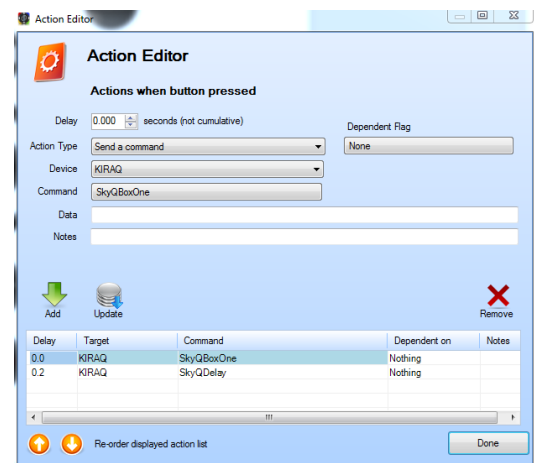 Action Editor
Action Editor
Actions when button pressed
Delay 0.000 seconds (not cumulative)
Dependent Flag
Action Type Send a command None
Device KIRAQ
Command SkyQBoxOne
Data
Notes
Add Update Remove
Delay Target Command Dependent on Notes
0.0 KIRAQ SkyQBoxOne Nothing
0.2 KIRAQ SkyQDelay Nothing
Re-order displayed action list Done